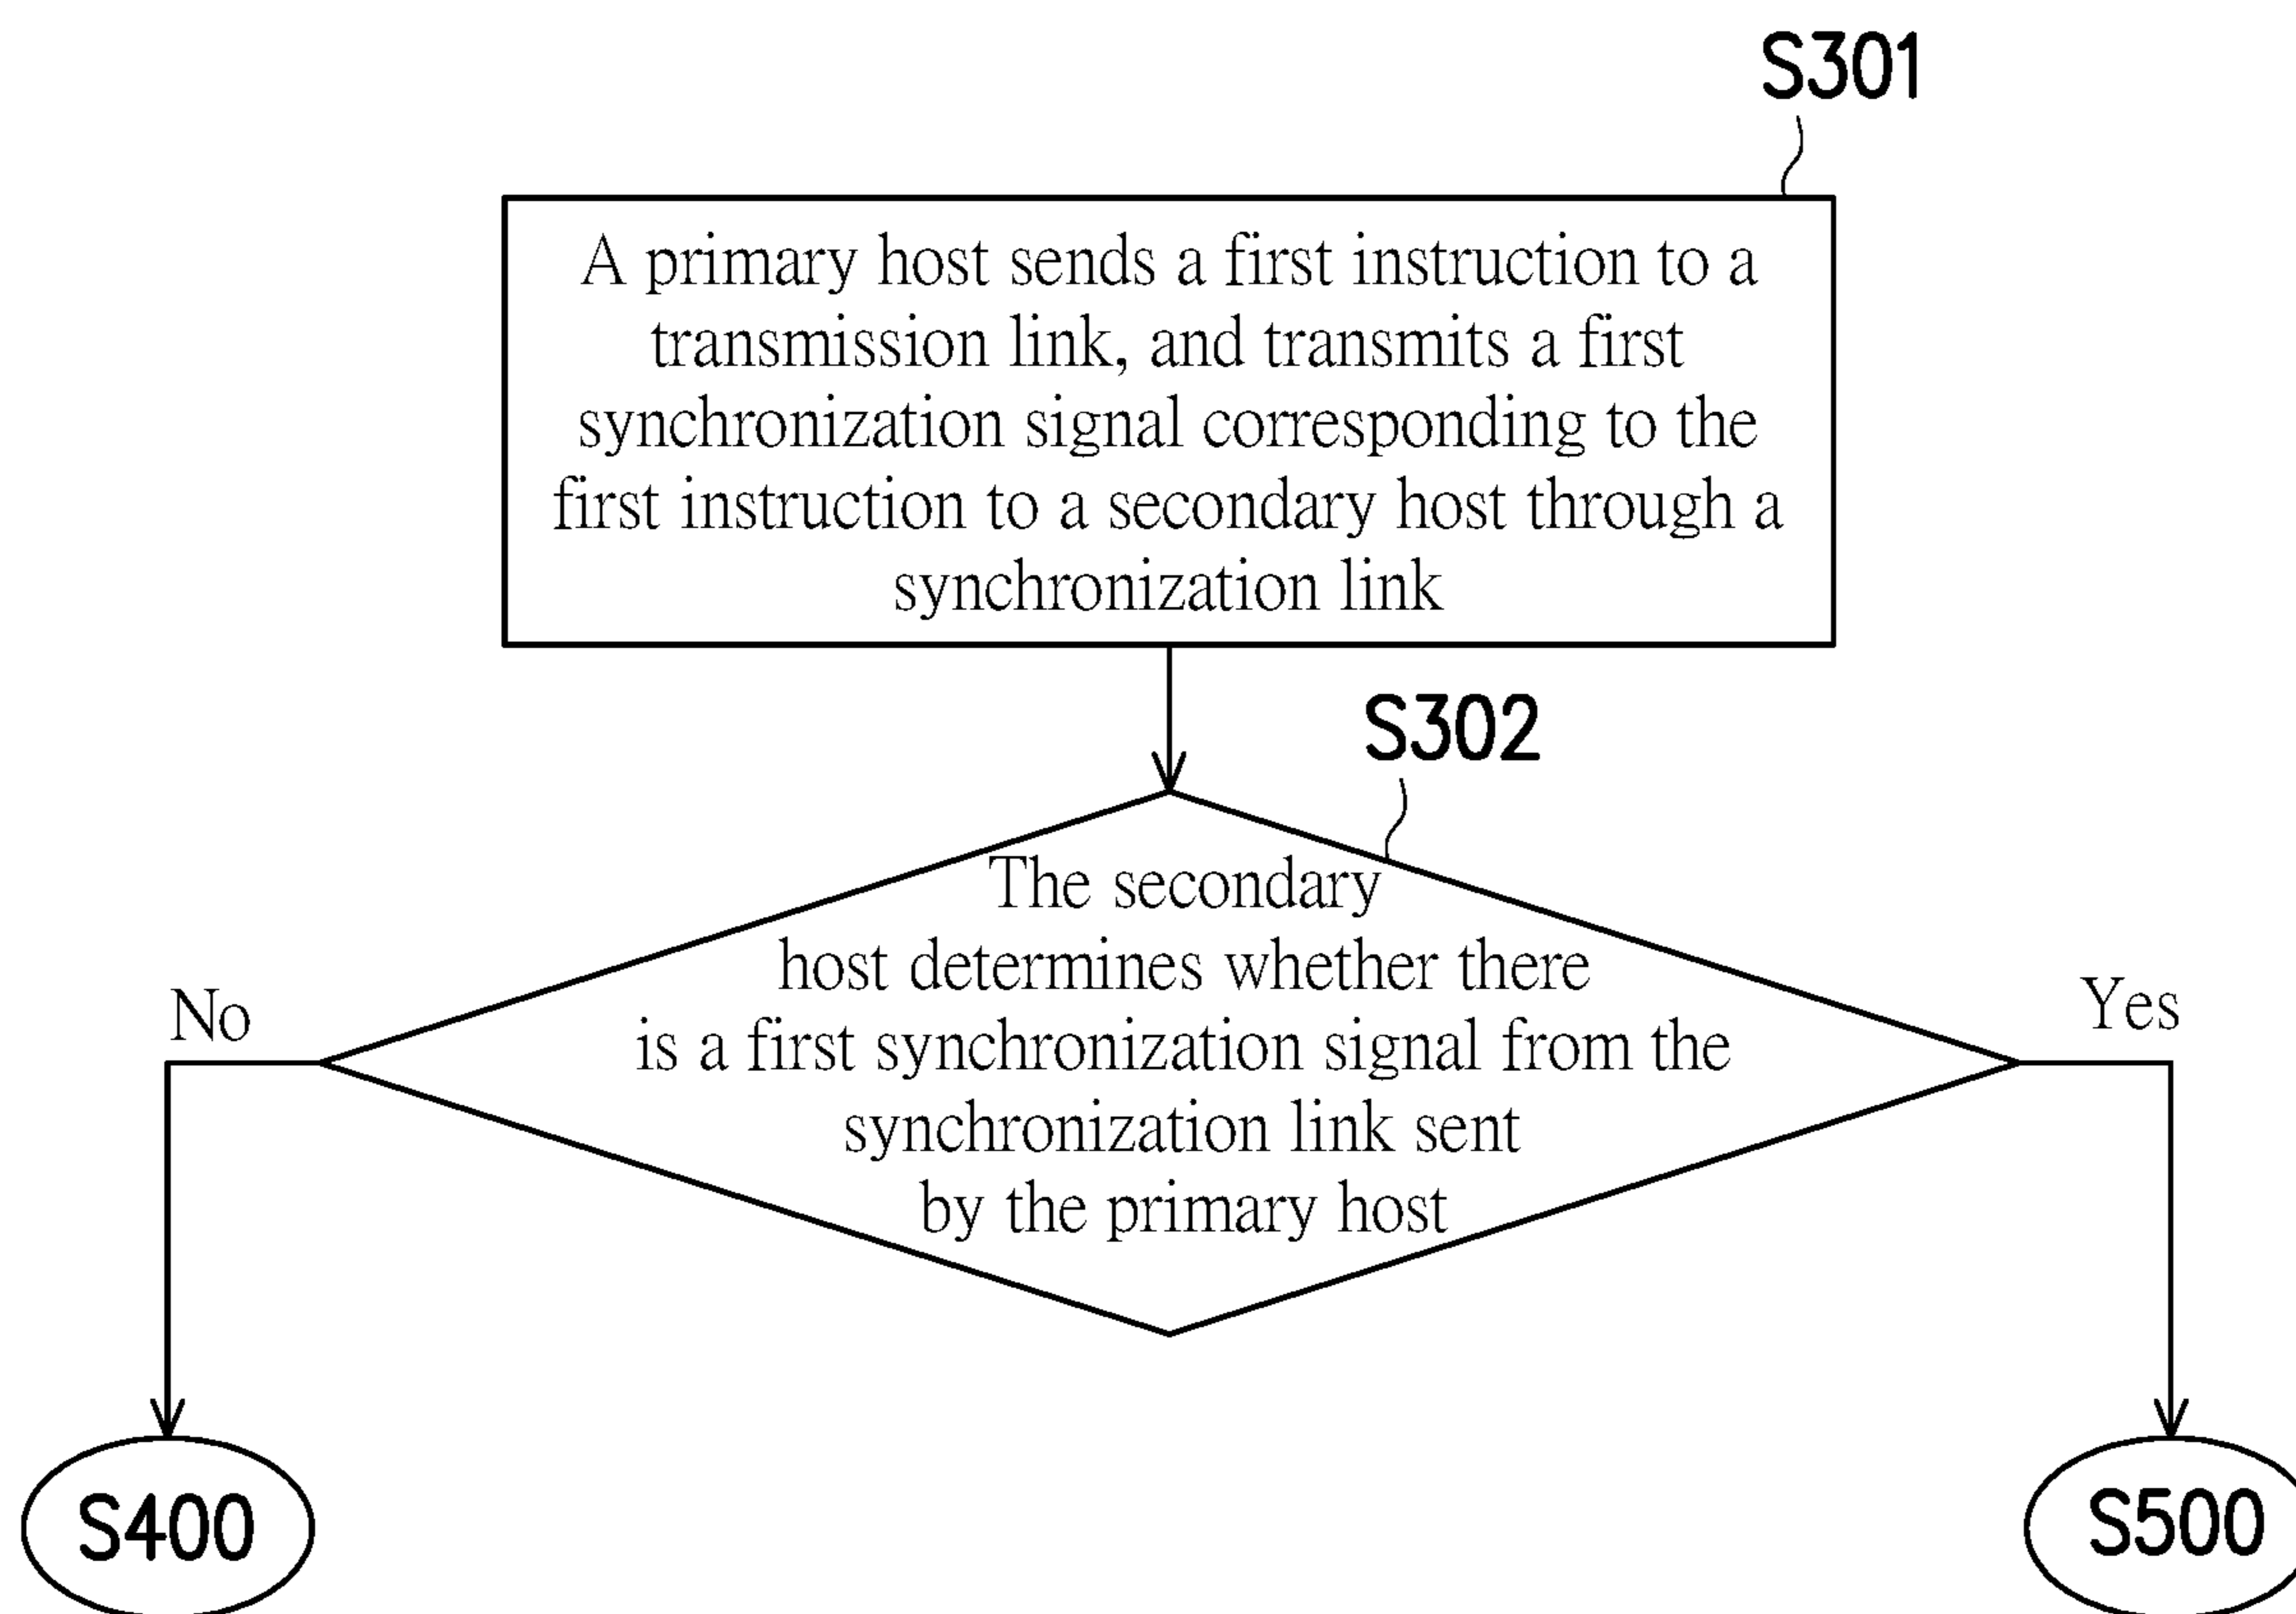 S301
A primary host sends a first instruction to a
transmission link, and transmits a first
synchronization signal corresponding to the
first instruction to a secondary host through a
synchronization link
S302
The secondary
host determines whether there
is a first synchronization signal from the
synchronization link sent
by the primary host
No
Yes
S400
S500